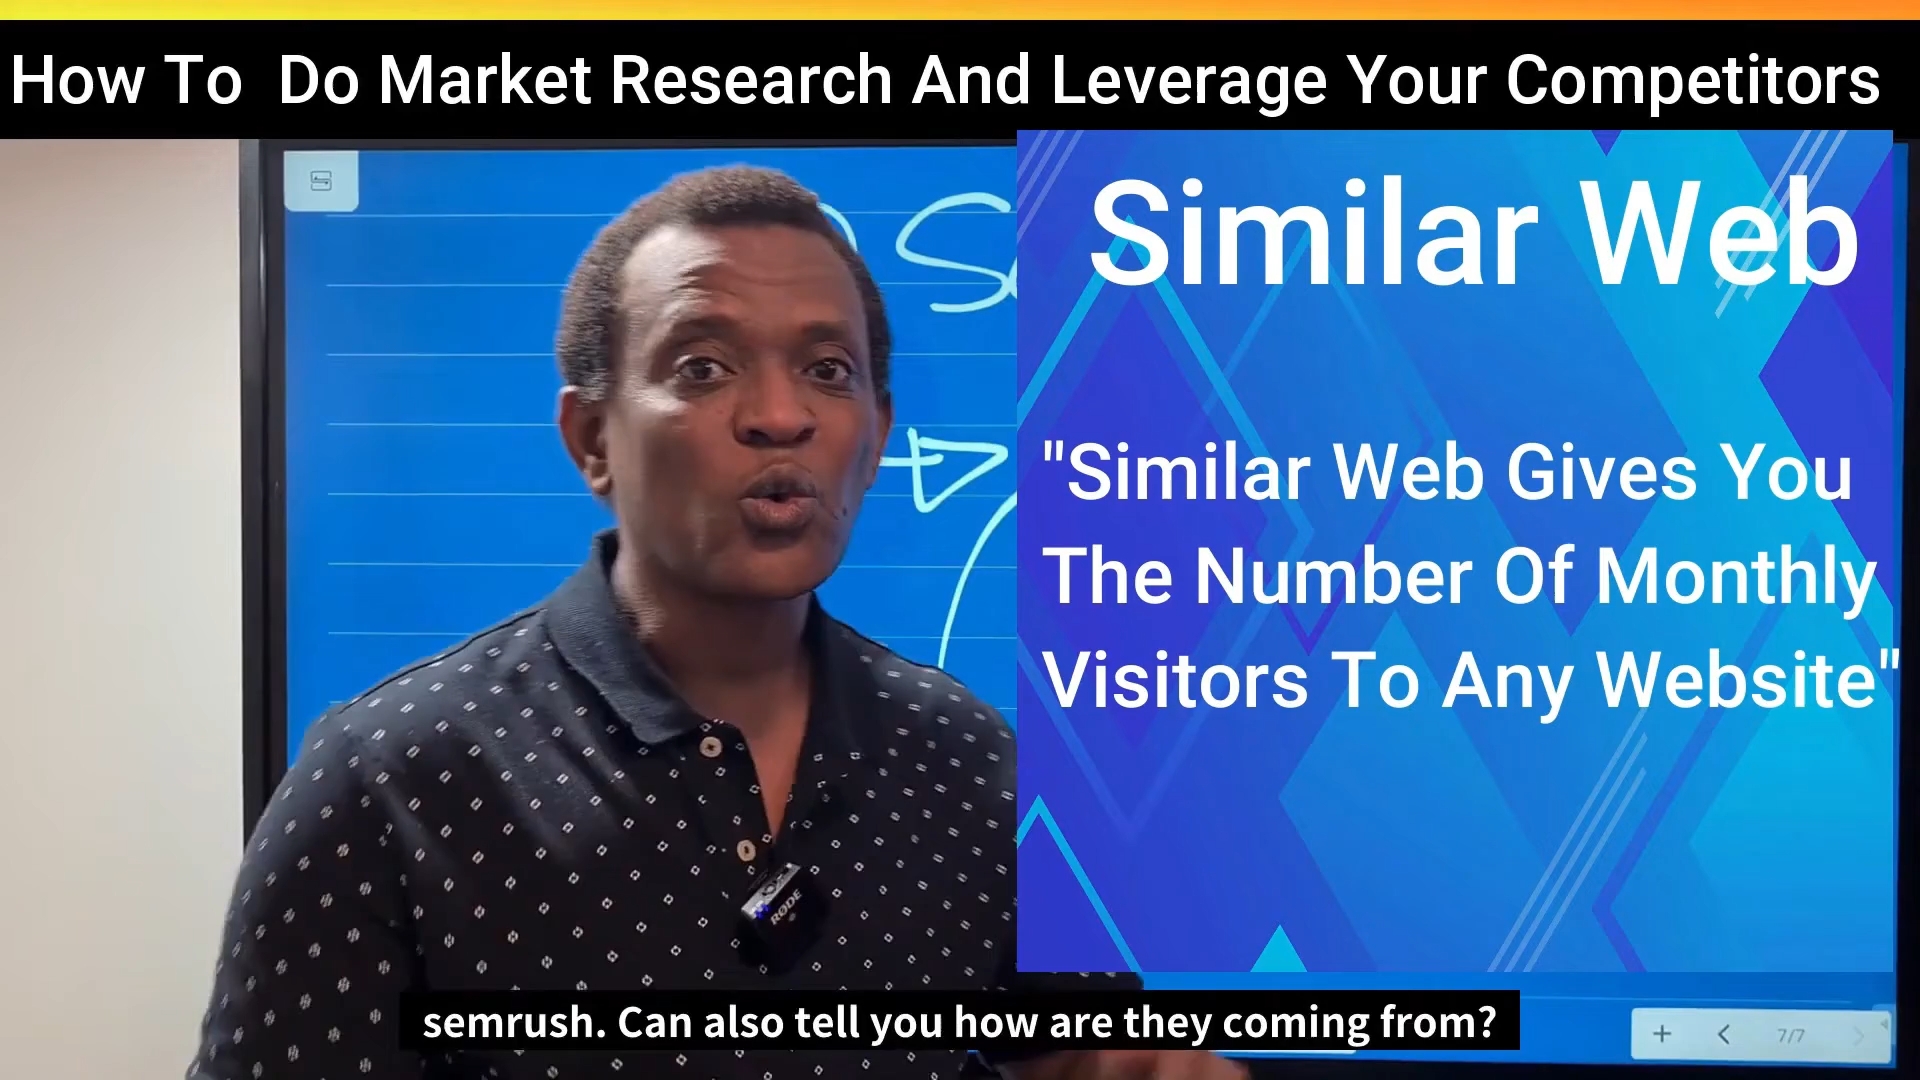 How To Do Market Research And Leverage Your Competitors
Similar Web
"Similar Web Gives You
The Number Of Monthly
Visitors To Any Website"
RØDE
semrush. Can also tell you how are they coming from?
7/7